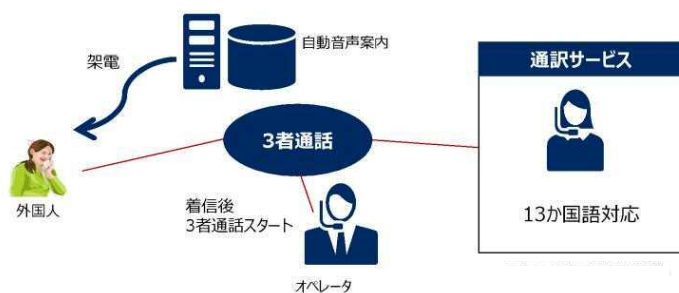 自動音声案内
架電
通訳サービス
3者通話
外国人
着信後
3者通話スタート
13か国語対応
オペレータ